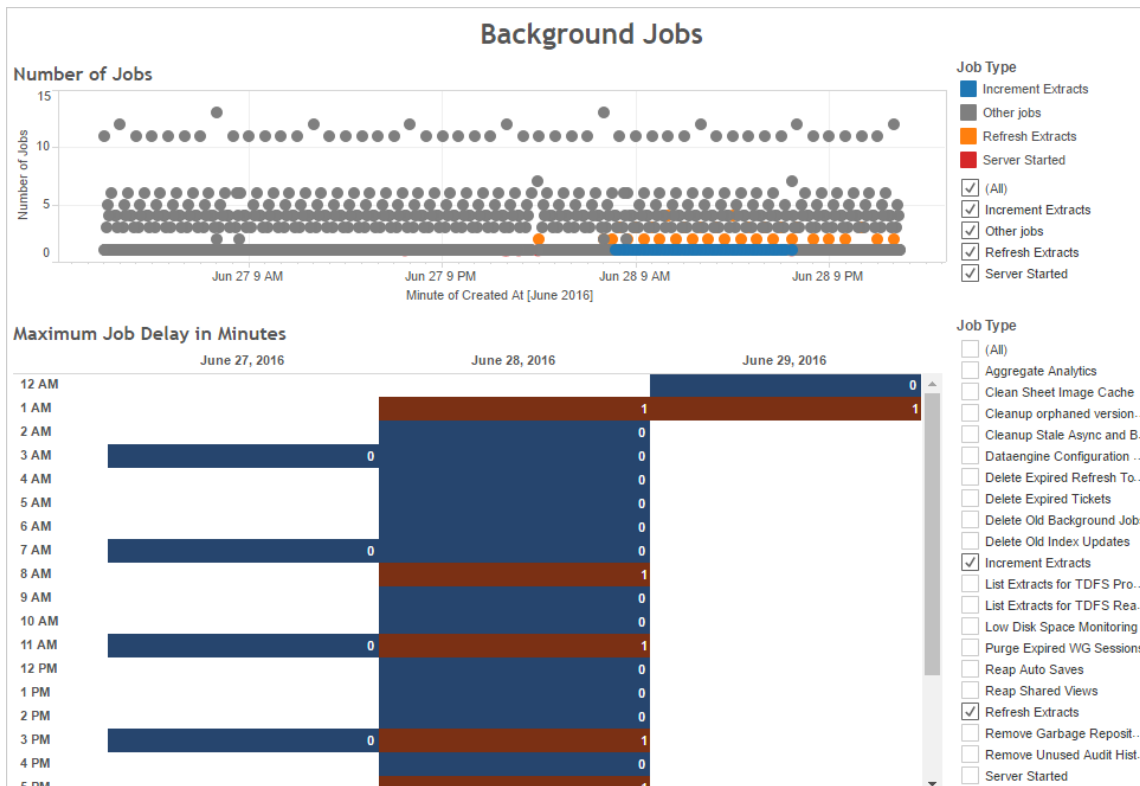 Background Jobs
Number of Jobs
15
10
5
0
Number of Jobs
Jun 27 9 AM Jun 27 9 PM Jun 28 9 AM Jun 28 9 PM
Minute of Created At [June 2016]
Job Type
Increment Extracts
Other jobs
Refresh Extracts
Server Started
(All)
Increment Extracts
Other jobs
Refresh Extracts
Server Started
Maximum Job Delay in Minutes
June 27, 2016 June 28, 2016 June 29, 2016
12 AM 0
1 AM 1 1
2 AM 0
3 AM 0 0
4 AM 0
5 AM 0
6 AM 0
7 AM 0 0
8 AM 1
9 AM 0
10 AM 0
11 AM 0 1
12 PM 0
1 PM 0
2 PM 0
3 PM 0 1
4 PM 0
5 PM 1
Job Type
(All)
Aggregate Analytics
Clean Sheet Image Cache
Cleanup orphaned version..
Cleanup Stale Async and B..
Dataengine Configuration ..
Delete Expired Refresh To..
Delete Expired Tickets
Delete Old Background Jobs
Delete Old Index Updates
Increment Extracts
List Extracts for TDFS Pro..
List Extracts for TDFS Rea..
Low Disk Space Monitoring
Purge Expired WG Sessions
Reap Auto Saves
Reap Shared Views
Refresh Extracts
Remove Garbage Reposit..
Remove Unused Audit Hist..
Server Started